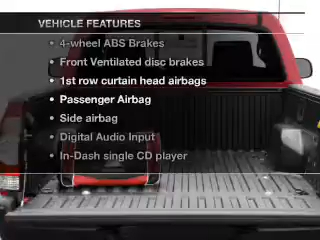 VEHICLE FEATURES
• 4-wheel ABS Brakes
• Front Ventilated disc brakes
• 1st row curtain head airbags
• Passenger Airbag
• Side airbag
• Digital Audio Input
• In-Dash single CD player